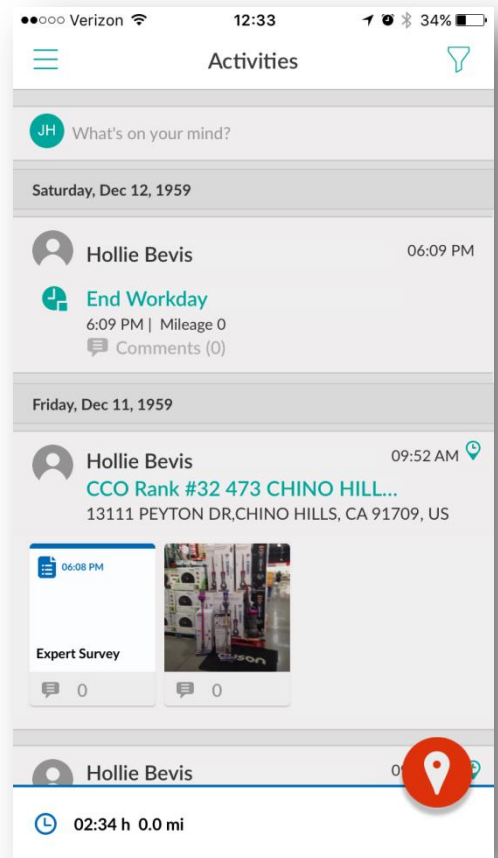 Verizon 12:33 34%
Activities
JH What's on your mind?
Saturday, Dec 12, 1959
Hollie Bevis 06:09 PM
End Workday
6:09 PM | Mileage 0
Comments (0)
Friday, Dec 11, 1959
Hollie Bevis 09:52 AM
CCO Rank #32 473 CHINO HILL...
13111 PEYTON DR,CHINO HILLS, CA 91709, US
06:08 PM
Expert Survey
0 0
Hollie Bevis
02:34 h 0.0 mi